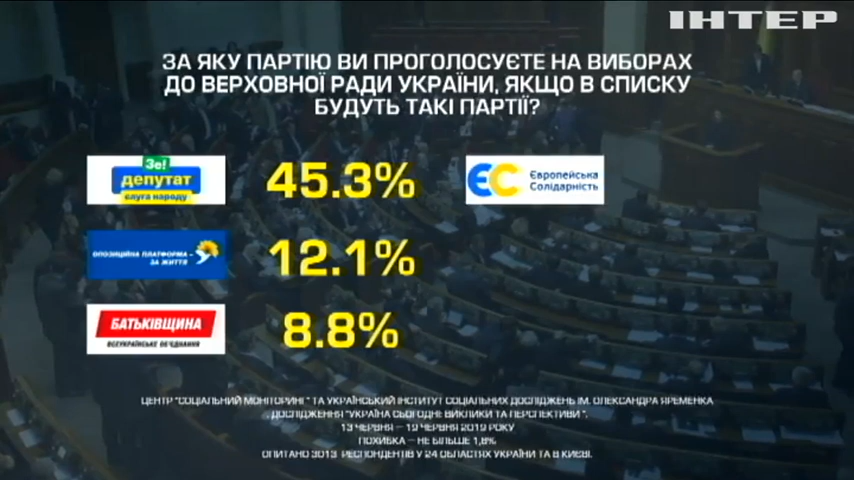 ІНТЕР
ЗА ЯКУ ПАРТІЮ ВИ ПРОГОЛОСУЄТЕ НА ВИБОРАХ
ДО ВЕРХОВНОЇ РАДИ УКРАЇНИ, ЯКЩО В СПИСКУ
БУДУТЬ ТАКІ ПАРТІЇ?
Зе!
депутат
слуга народу
45.3%
ЄС
Європейська
Солідарність
ОПОЗИЦІЙНА ПЛАТФОРМА –
ЗА ЖИТТЯ
12.1%
БАТЬКІВЩИНА
ВСЕУКРАЇНСЬКЕ ОБ'ЄДНАННЯ
8.8%
ЦЕНТР "СОЦІАЛЬНИЙ МОНІТОРИНГ" ТА УКРАЇНСЬКИЙ ІНСТИТУТ СОЦІАЛЬНИХ ДОСЛІДЖЕНЬ ІМ. ОЛЕКСАНДРА ЯРЕМЕНКА
. ДОСЛІДЖЕННЯ "УКРАЇНА СЬОГОДНІ: ВИКЛИКИ ТА ПЕРСПЕКТИВИ ".
13 ЧЕРВНЯ – 19 ЧЕРВНЯ 2019 РОКУ
ПОХИБКА – НЕ БІЛЬШЕ 1,8%
ОПИТАНО 3013 РЕСПОНДЕНТІВ У 24 ОБЛАСТЯХ УКРАЇНИ ТА В КИЄВІ.